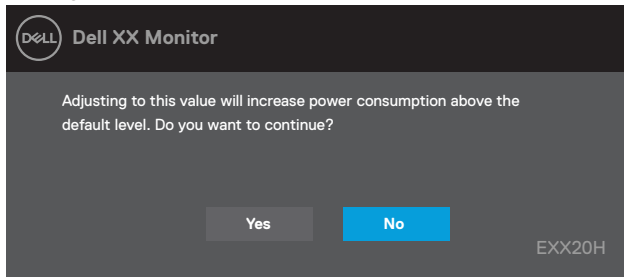 DELL Dell XX Monitor
Adjusting to this value will increase power consumption above the
default level. Do you want to continue?
Yes No
EXX20H